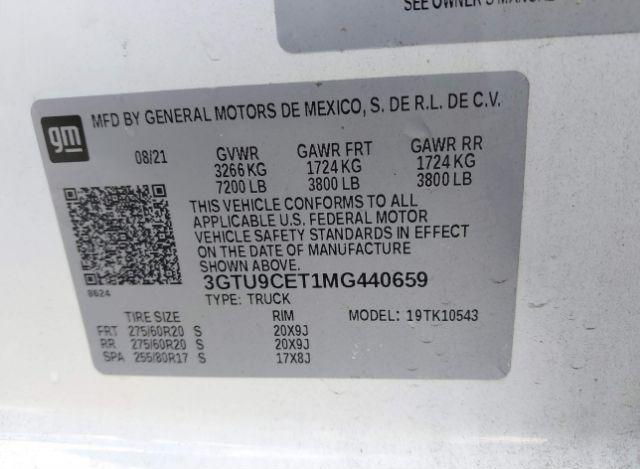 SEE OWNER'S MANUAL
gm
MFD BY GENERAL MOTORS DE MEXICO, S. DE R.L. DE C.V.
08/21 GVWR GAWR FRT GAWR RR
3266 KG 1724 KG 1724 KG
7200 LB 3800 LB 3800 LB
THIS VEHICLE CONFORMS TO ALL
APPLICABLE U.S. FEDERAL MOTOR
VEHICLE SAFETY STANDARDS IN EFFECT
ON THE DATE OF MANUFACTURE
SHOWN ABOVE.
8624
3GTU9CET1MG440659
TYPE: TRUCK
TIRE SIZE RIM MODEL: 19TK10543
FRT 275/60R20 S 20X9J
RR 275/60R20 S 20X9J
SPA 255/80R17 S 17X8J